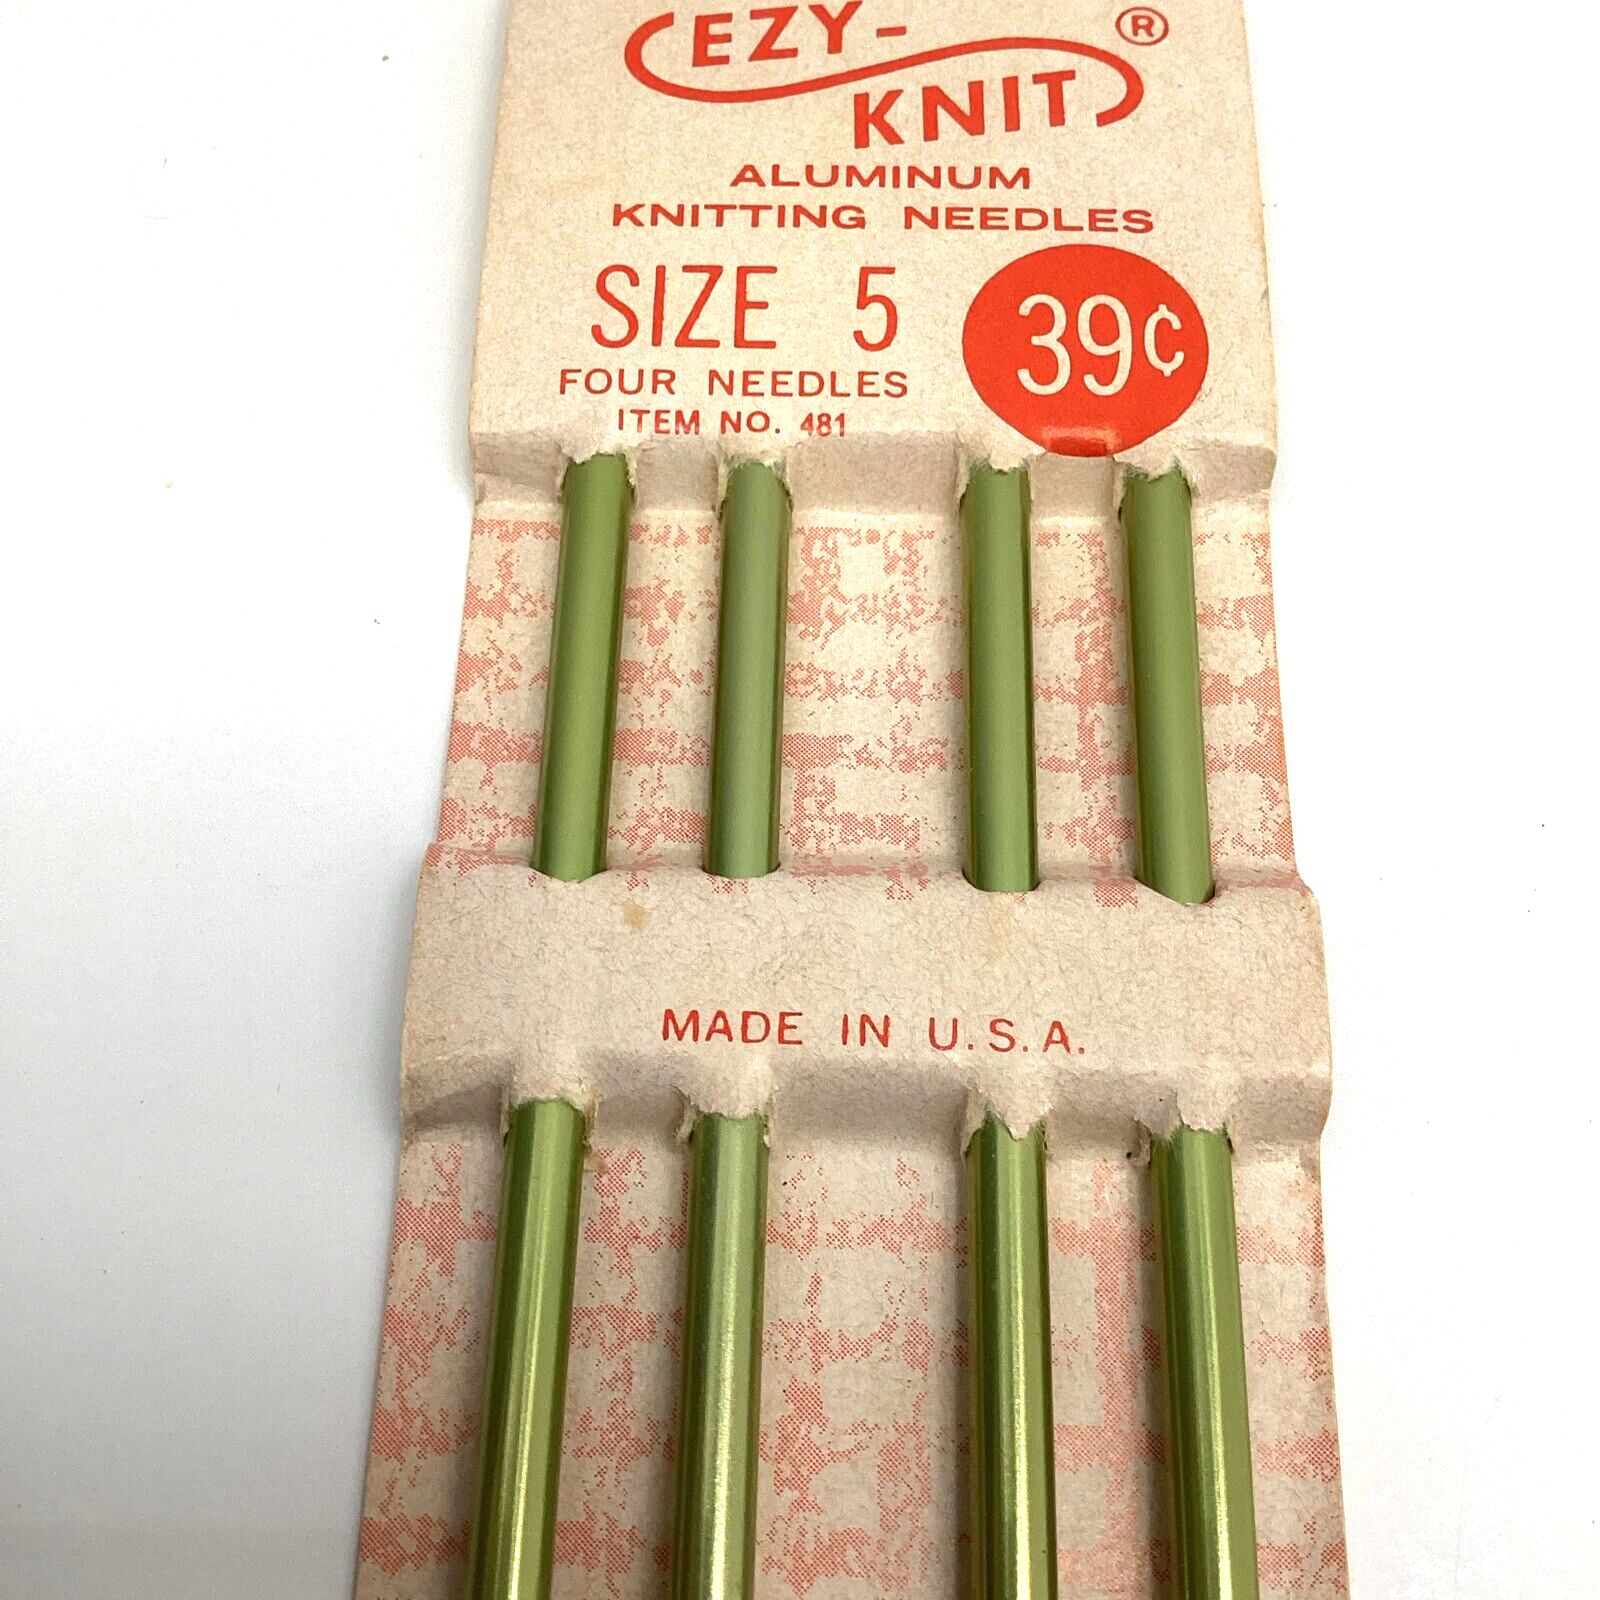 EZY-
KNIT ®
ALUMINUM
KNITTING NEEDLES
SIZE 5
39¢
FOUR NEEDLES
ITEM NO. 481
MADE IN U.S.A.